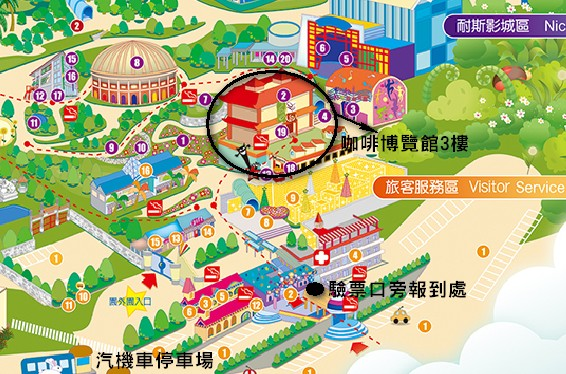 耐斯影城區 Nic
咖啡博覽館3樓
旅客服務區 Visitor Service
園外園入口
驗票口旁報到處
汽機車停車場